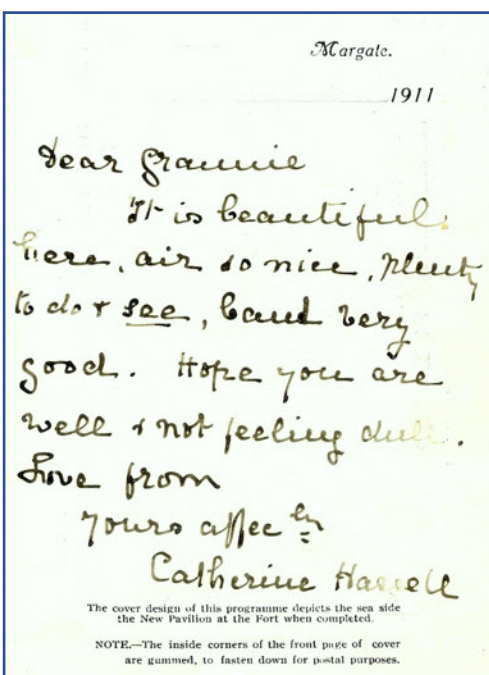 Margate.
1911
Dear Grannie
It is beautiful
here, air so nice, plenty
to do & see, band very
good. Hope you are
well & not feeling dull.
Love from
yours affec ly
Catherine
The cover design of this programme depicts the sea side
the New Pavilion at the Fort when completed.
NOTE.—The inside corners of the front page of cover
are gummed, to fasten down for postal purposes.